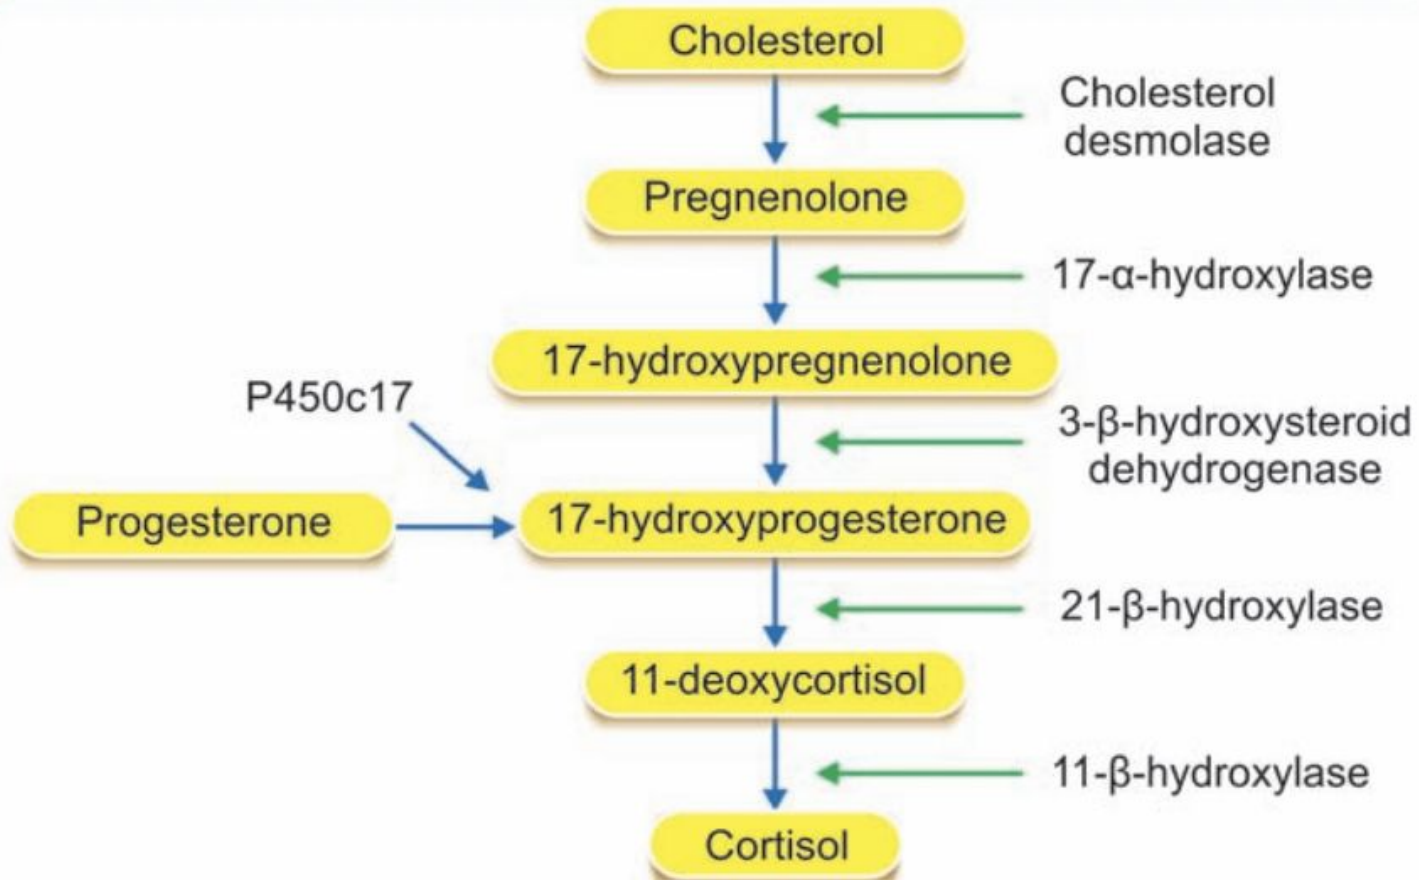 Cholesterol
Cholesterol
desmolase
Pregnenolone
17-α-hydroxylase
17-hydroxypregnenolone
P450c17
3-β-hydroxysteroid
dehydrogenase
Progesterone
17-hydroxyprogesterone
21-β-hydroxylase
11-deoxycortisol
11-β-hydroxylase
Cortisol